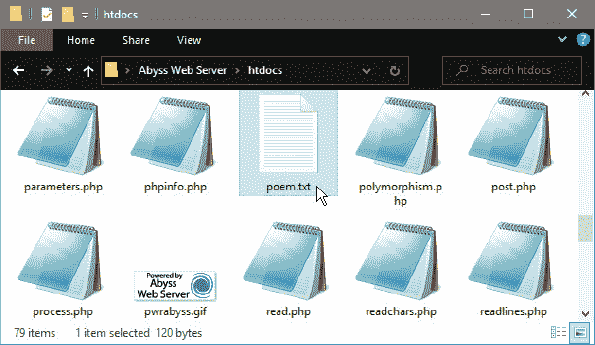 htdocs
File Home Share View
Abyss Web Server htdocs Search htdocs
parameters.php phpinfo.php poem.txt polymorphism.p post.php
hp
Powered by
Abyss
Web Server
process.php pwrabyss.gif read.php readchars.php readlines.php
79 items 1 item selected 120 bytes